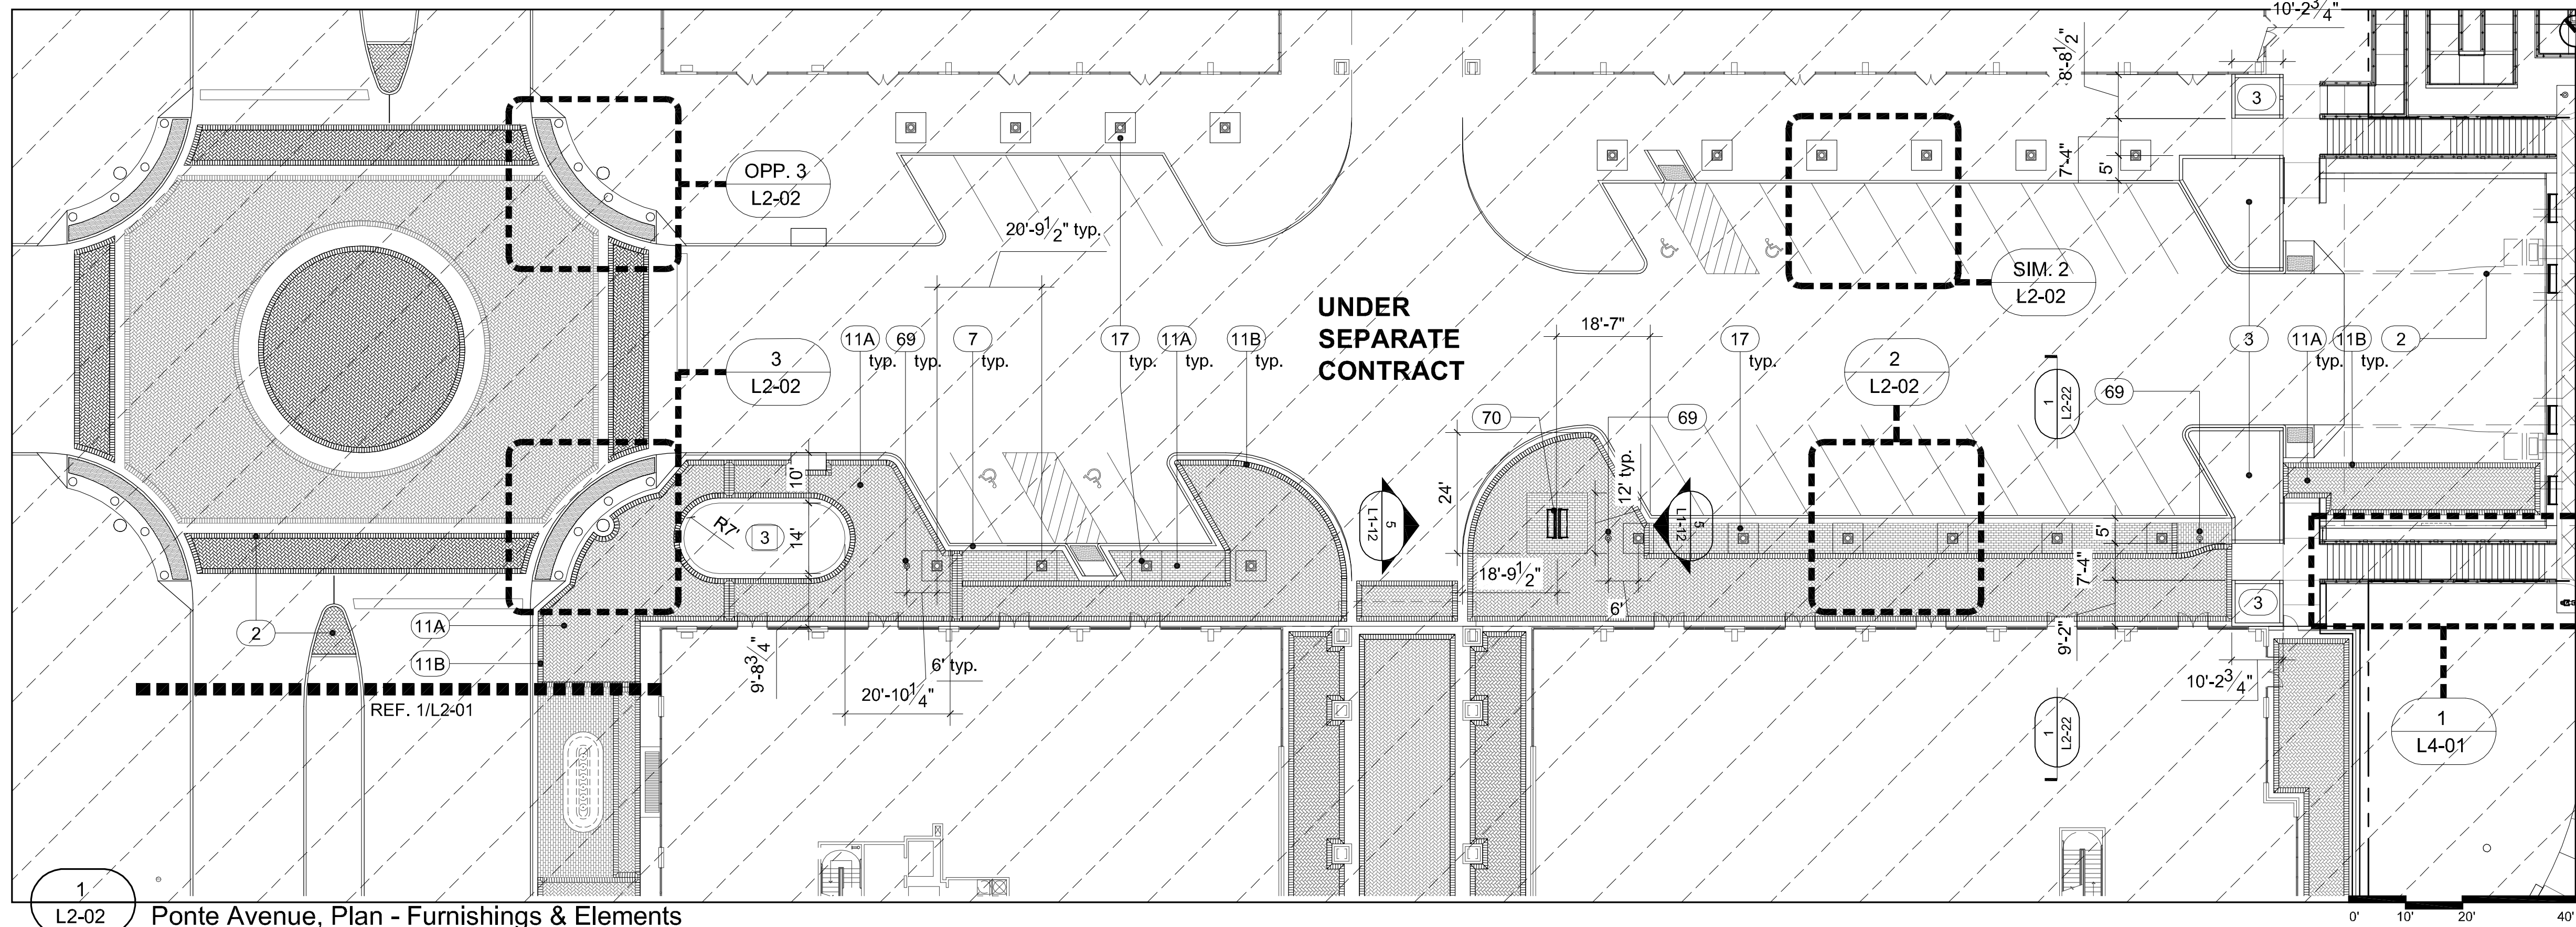 10'-2 3/4"
8'-8 1/2"
3
OPP. 3
L2-02
7'-4"
5'
20'-9 1/2" typ.
SIM. 2
L2-02
UNDER
SEPARATE
CONTRACT
18'-7"
3
L2-02
11A
typ.
69
typ.
7
typ.
17
typ.
11A
typ.
11B
typ.
17
typ.
2
L2-02
1
L2-22
69
3
11A
typ.
11B
typ.
2
70
69
24'
12' typ.
10'
R7'
3
14'
5
L1-12
5
L1-12
18'-9 1/2"
6'
5'
7'-4"
3
2
11A
11B
9'-8 3/4"
6' typ.
20'-10 1/4"
9'-2"
10'-2 3/4"
REF. 1/L2-01
1
L2-22
1
L4-01
1
L2-02
Ponte Avenue, Plan - Furnishings & Elements
0' 10' 20' 40'